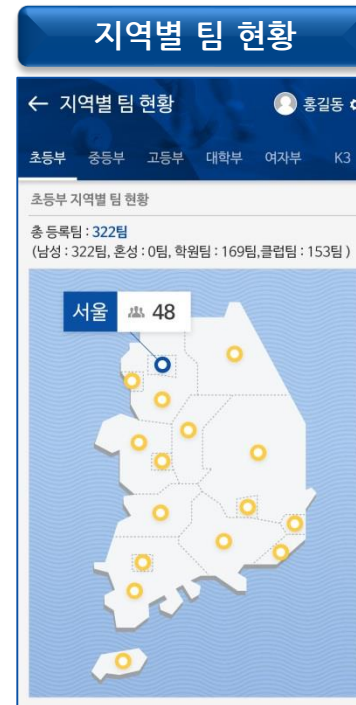 지역별 팀 현황
← 지역별 팀 현황 홍길동
초등부 중등부 고등부 대학부 여자부 K3
초등부 지역별 팀 현황
총 등록팀 : 322팀
(남성 : 322팀, 혼성 : 0팀, 학원팀 : 169팀,클럽팀 : 153팀 )
서울 48